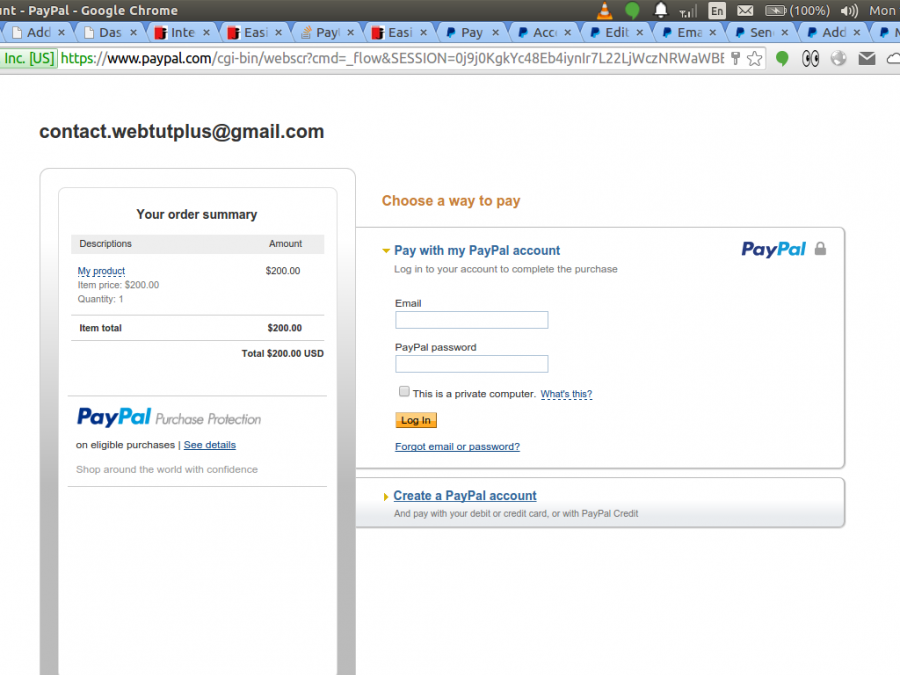 nt - PayPal - Google Chrome
En (100%) Mon
Add Das Inte Easi PayI Easi Pay Acc Edit Ema Sen Add
Inc. [US] https://www.paypal.com/cgi-bin/webscr?cmd=_flow&SESSION=0j9j0KgkYc48Eb4iynIr7L22LjWczNRWaWBE
contact.webtutplus@gmail.com
Your order summary
Descriptions Amount
My product $200.00
Item price: $200.00
Quantity: 1
Item total $200.00
Total $200.00 USD
PayPal Purchase Protection
on eligible purchases | See details
Shop around the world with confidence
Choose a way to pay
Pay with my PayPal account PayPal
Log in to your account to complete the purchase
Email
PayPal password
This is a private computer. What's this?
Log In
Forgot email or password?
Create a PayPal account
And pay with your debit or credit card, or with PayPal Credit